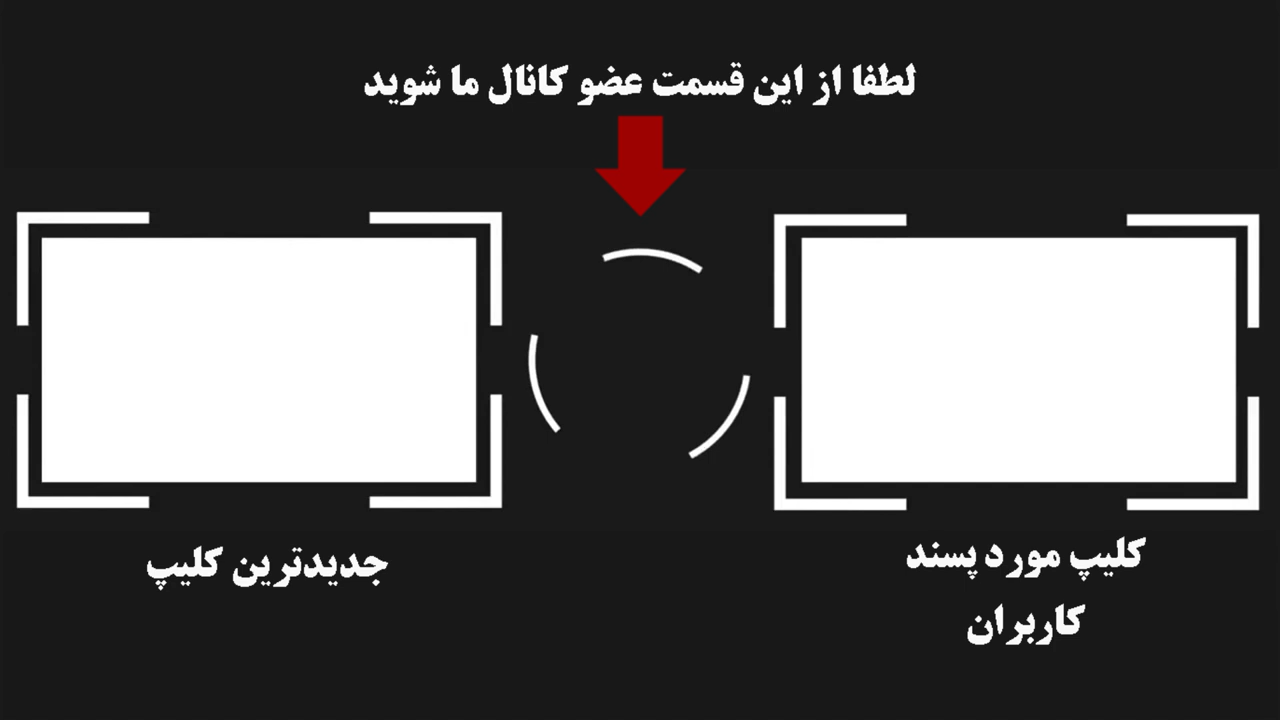 لطفا از این قسمت عضو کانال ما شوید
کلیپ مورد پسند
کاربران
جدیدترین کلیپ